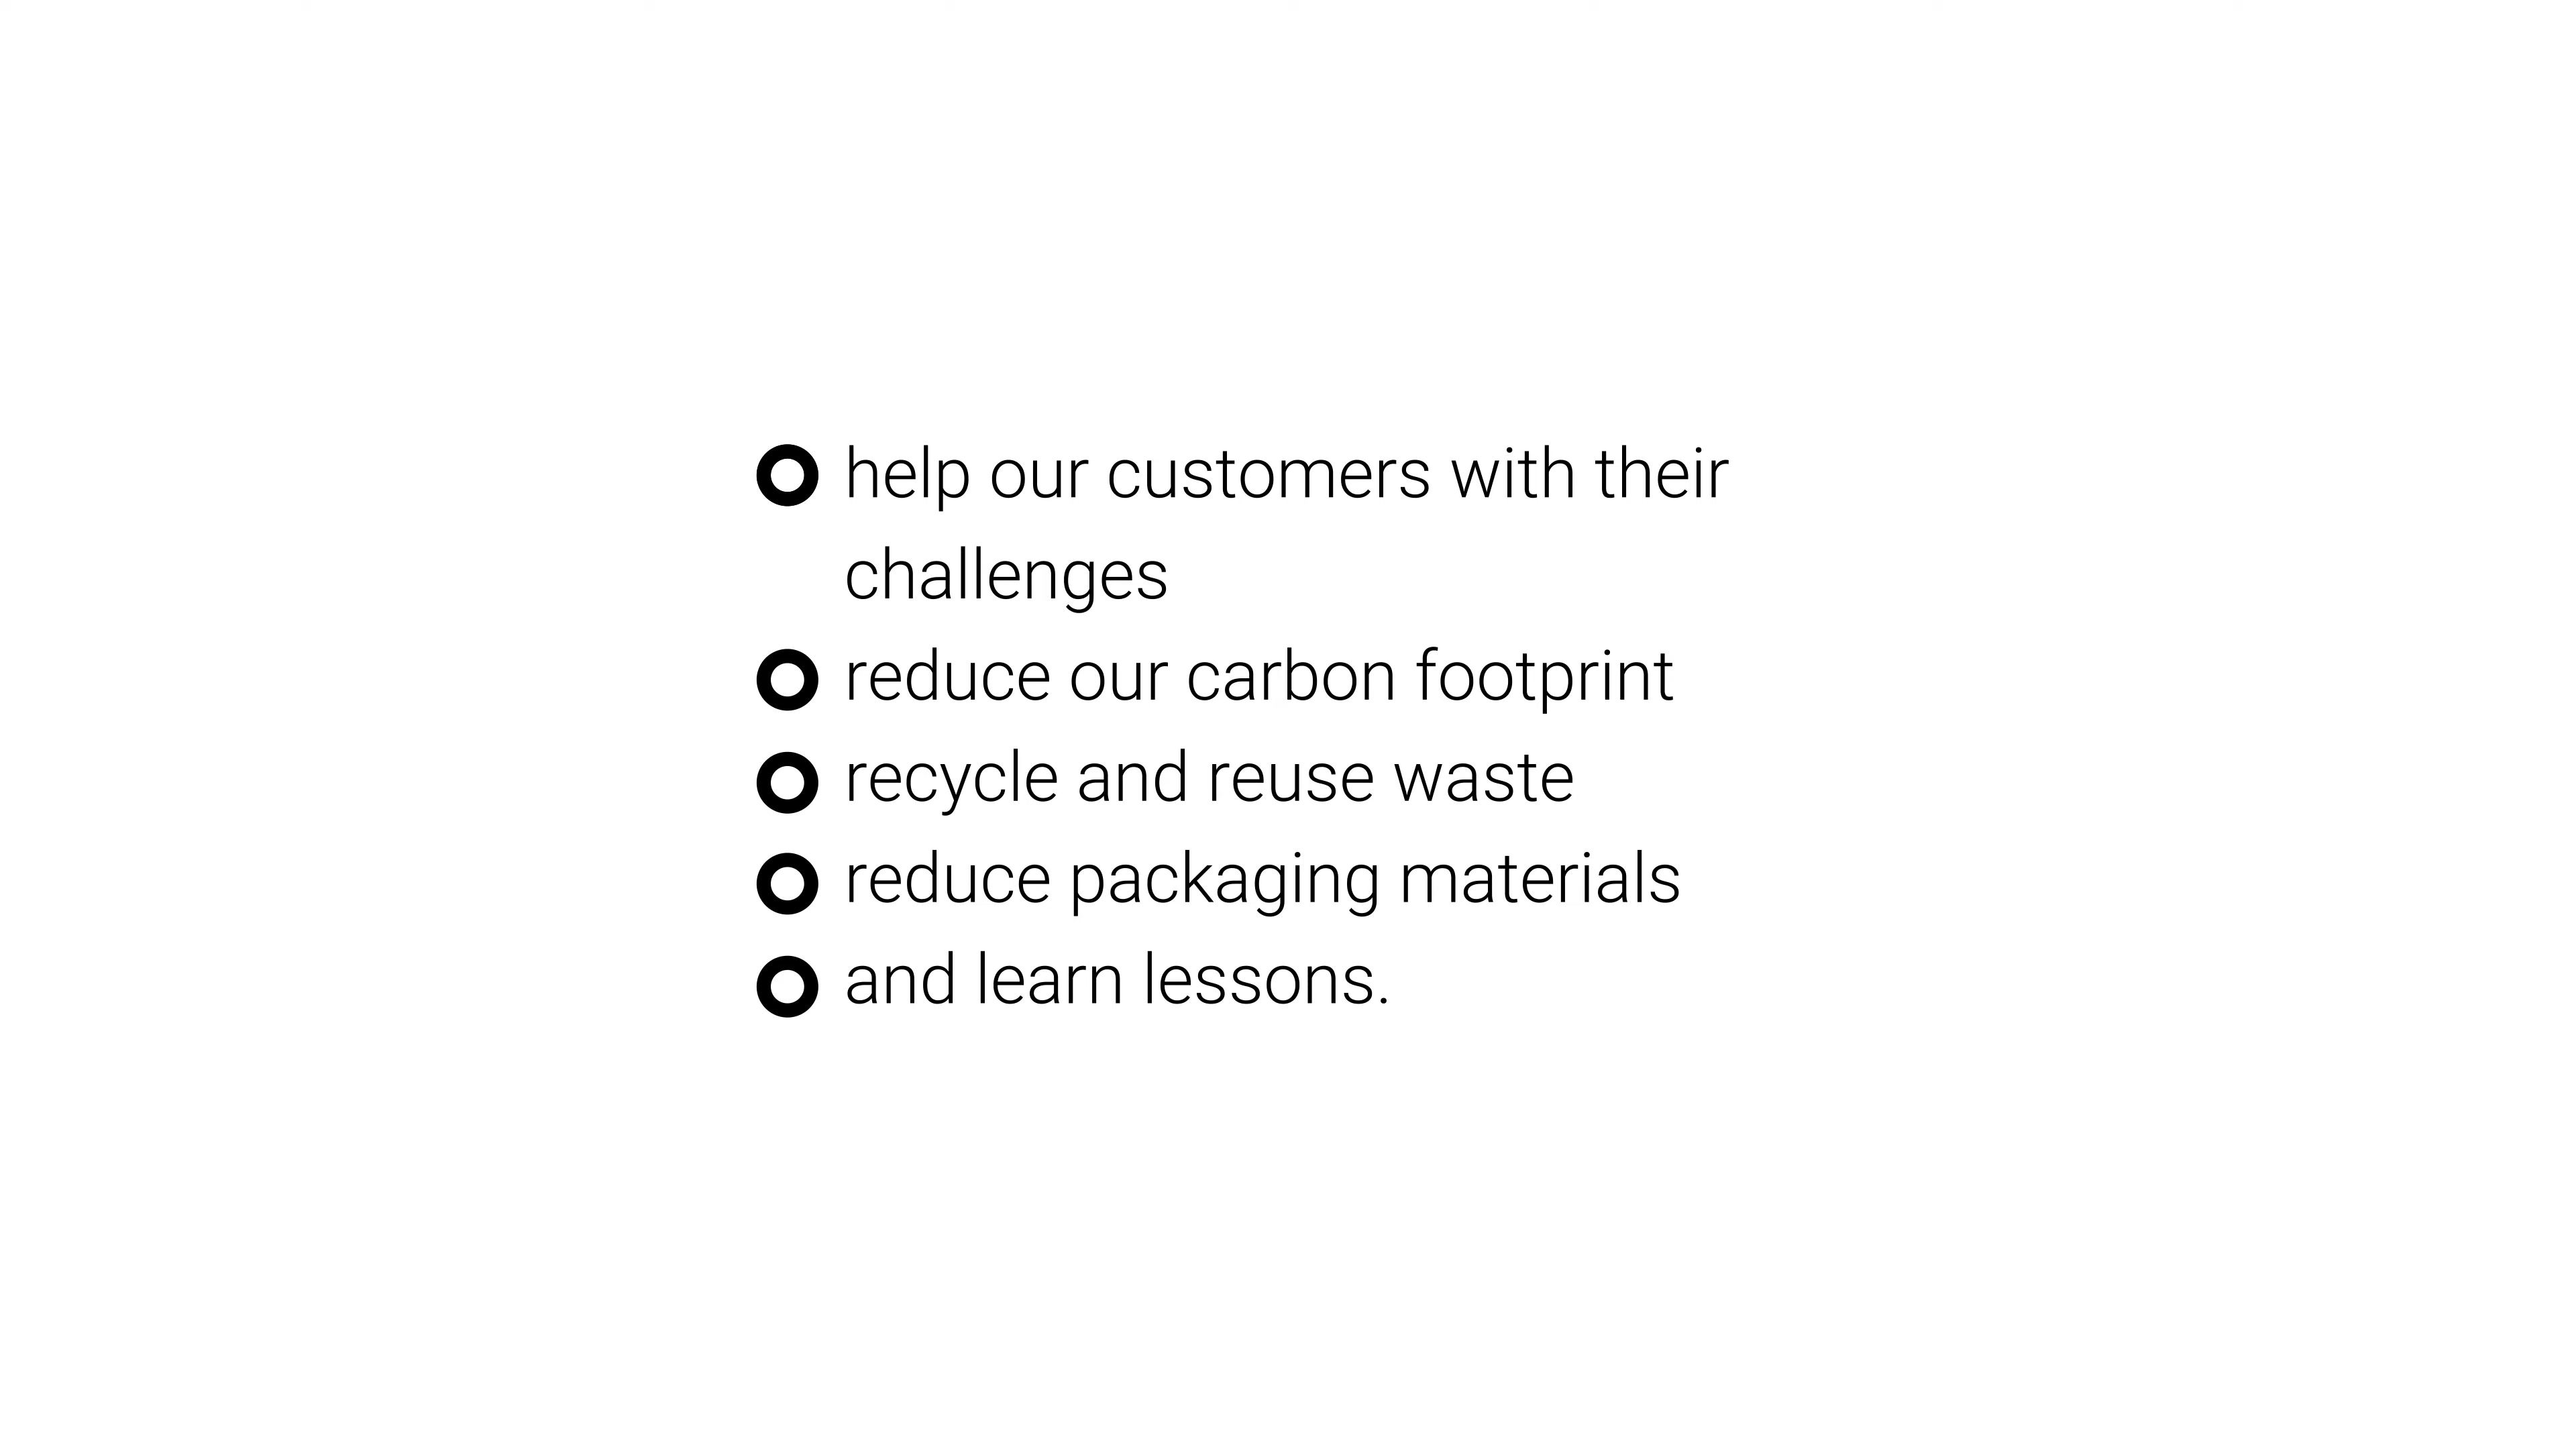 help our customers with their
challenges
reduce our carbon footprint
recycle and reuse waste
reduce packaging materials
and learn lessons.